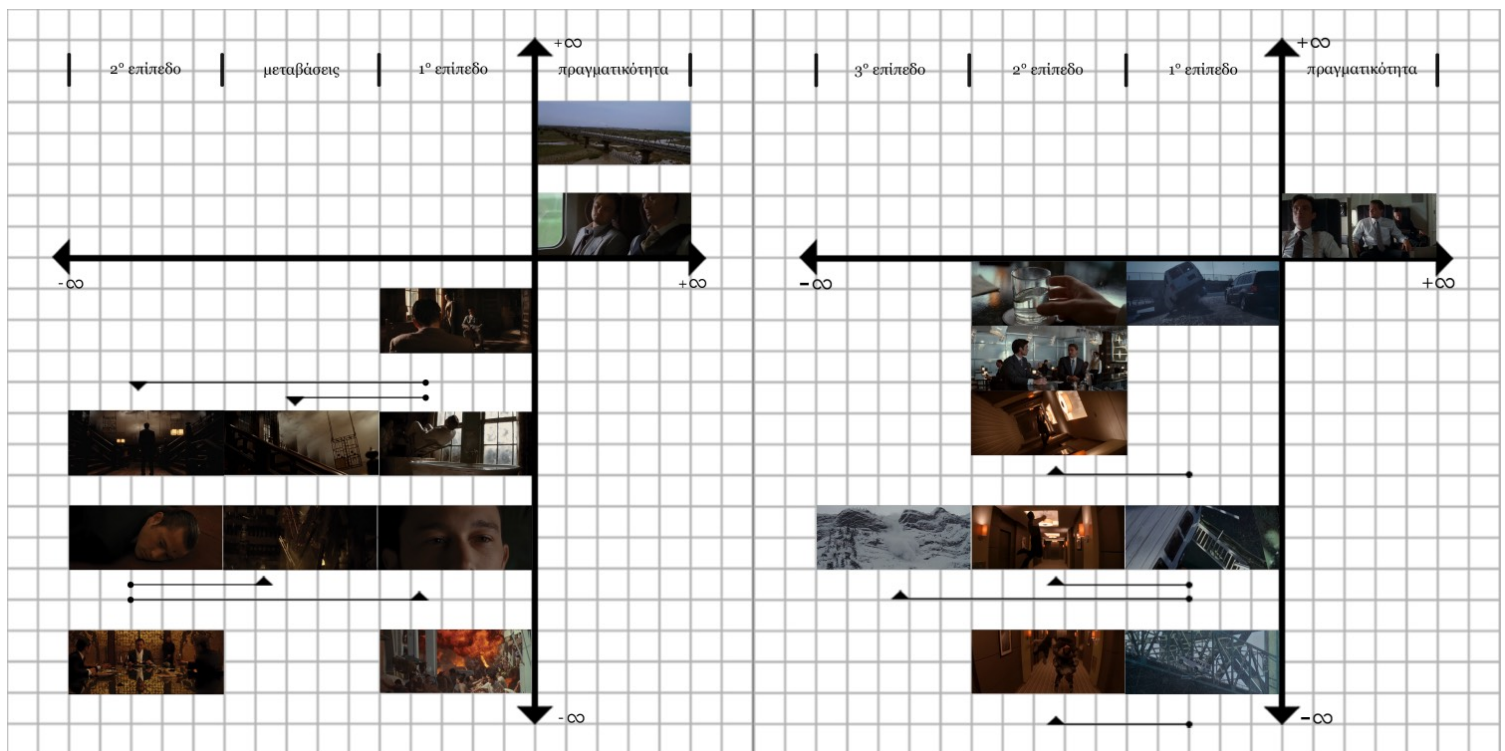 +∞
2° επίπεδο
μεταβάσεις
1° επίπεδο
πραγματικότητα
-∞
+∞
-∞
+∞
3° επίπεδο
2° επίπεδο
1° επίπεδο
πραγματικότητα
-∞
+∞
-∞